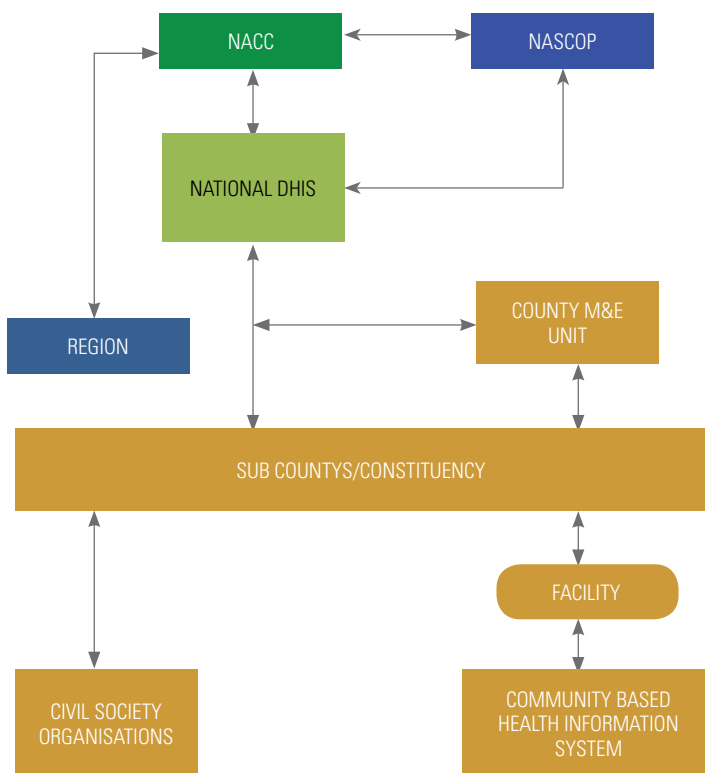 NACC
NASCOP
NATIONAL DHIS
COUNTY M&E
UNIT
REGION
SUB COUNTYS/CONSTITUENCY
FACILITY
CIVIL SOCIETY
ORGANISATIONS
COMMUNITY BASED
HEALTH INFORMATION
SYSTEM